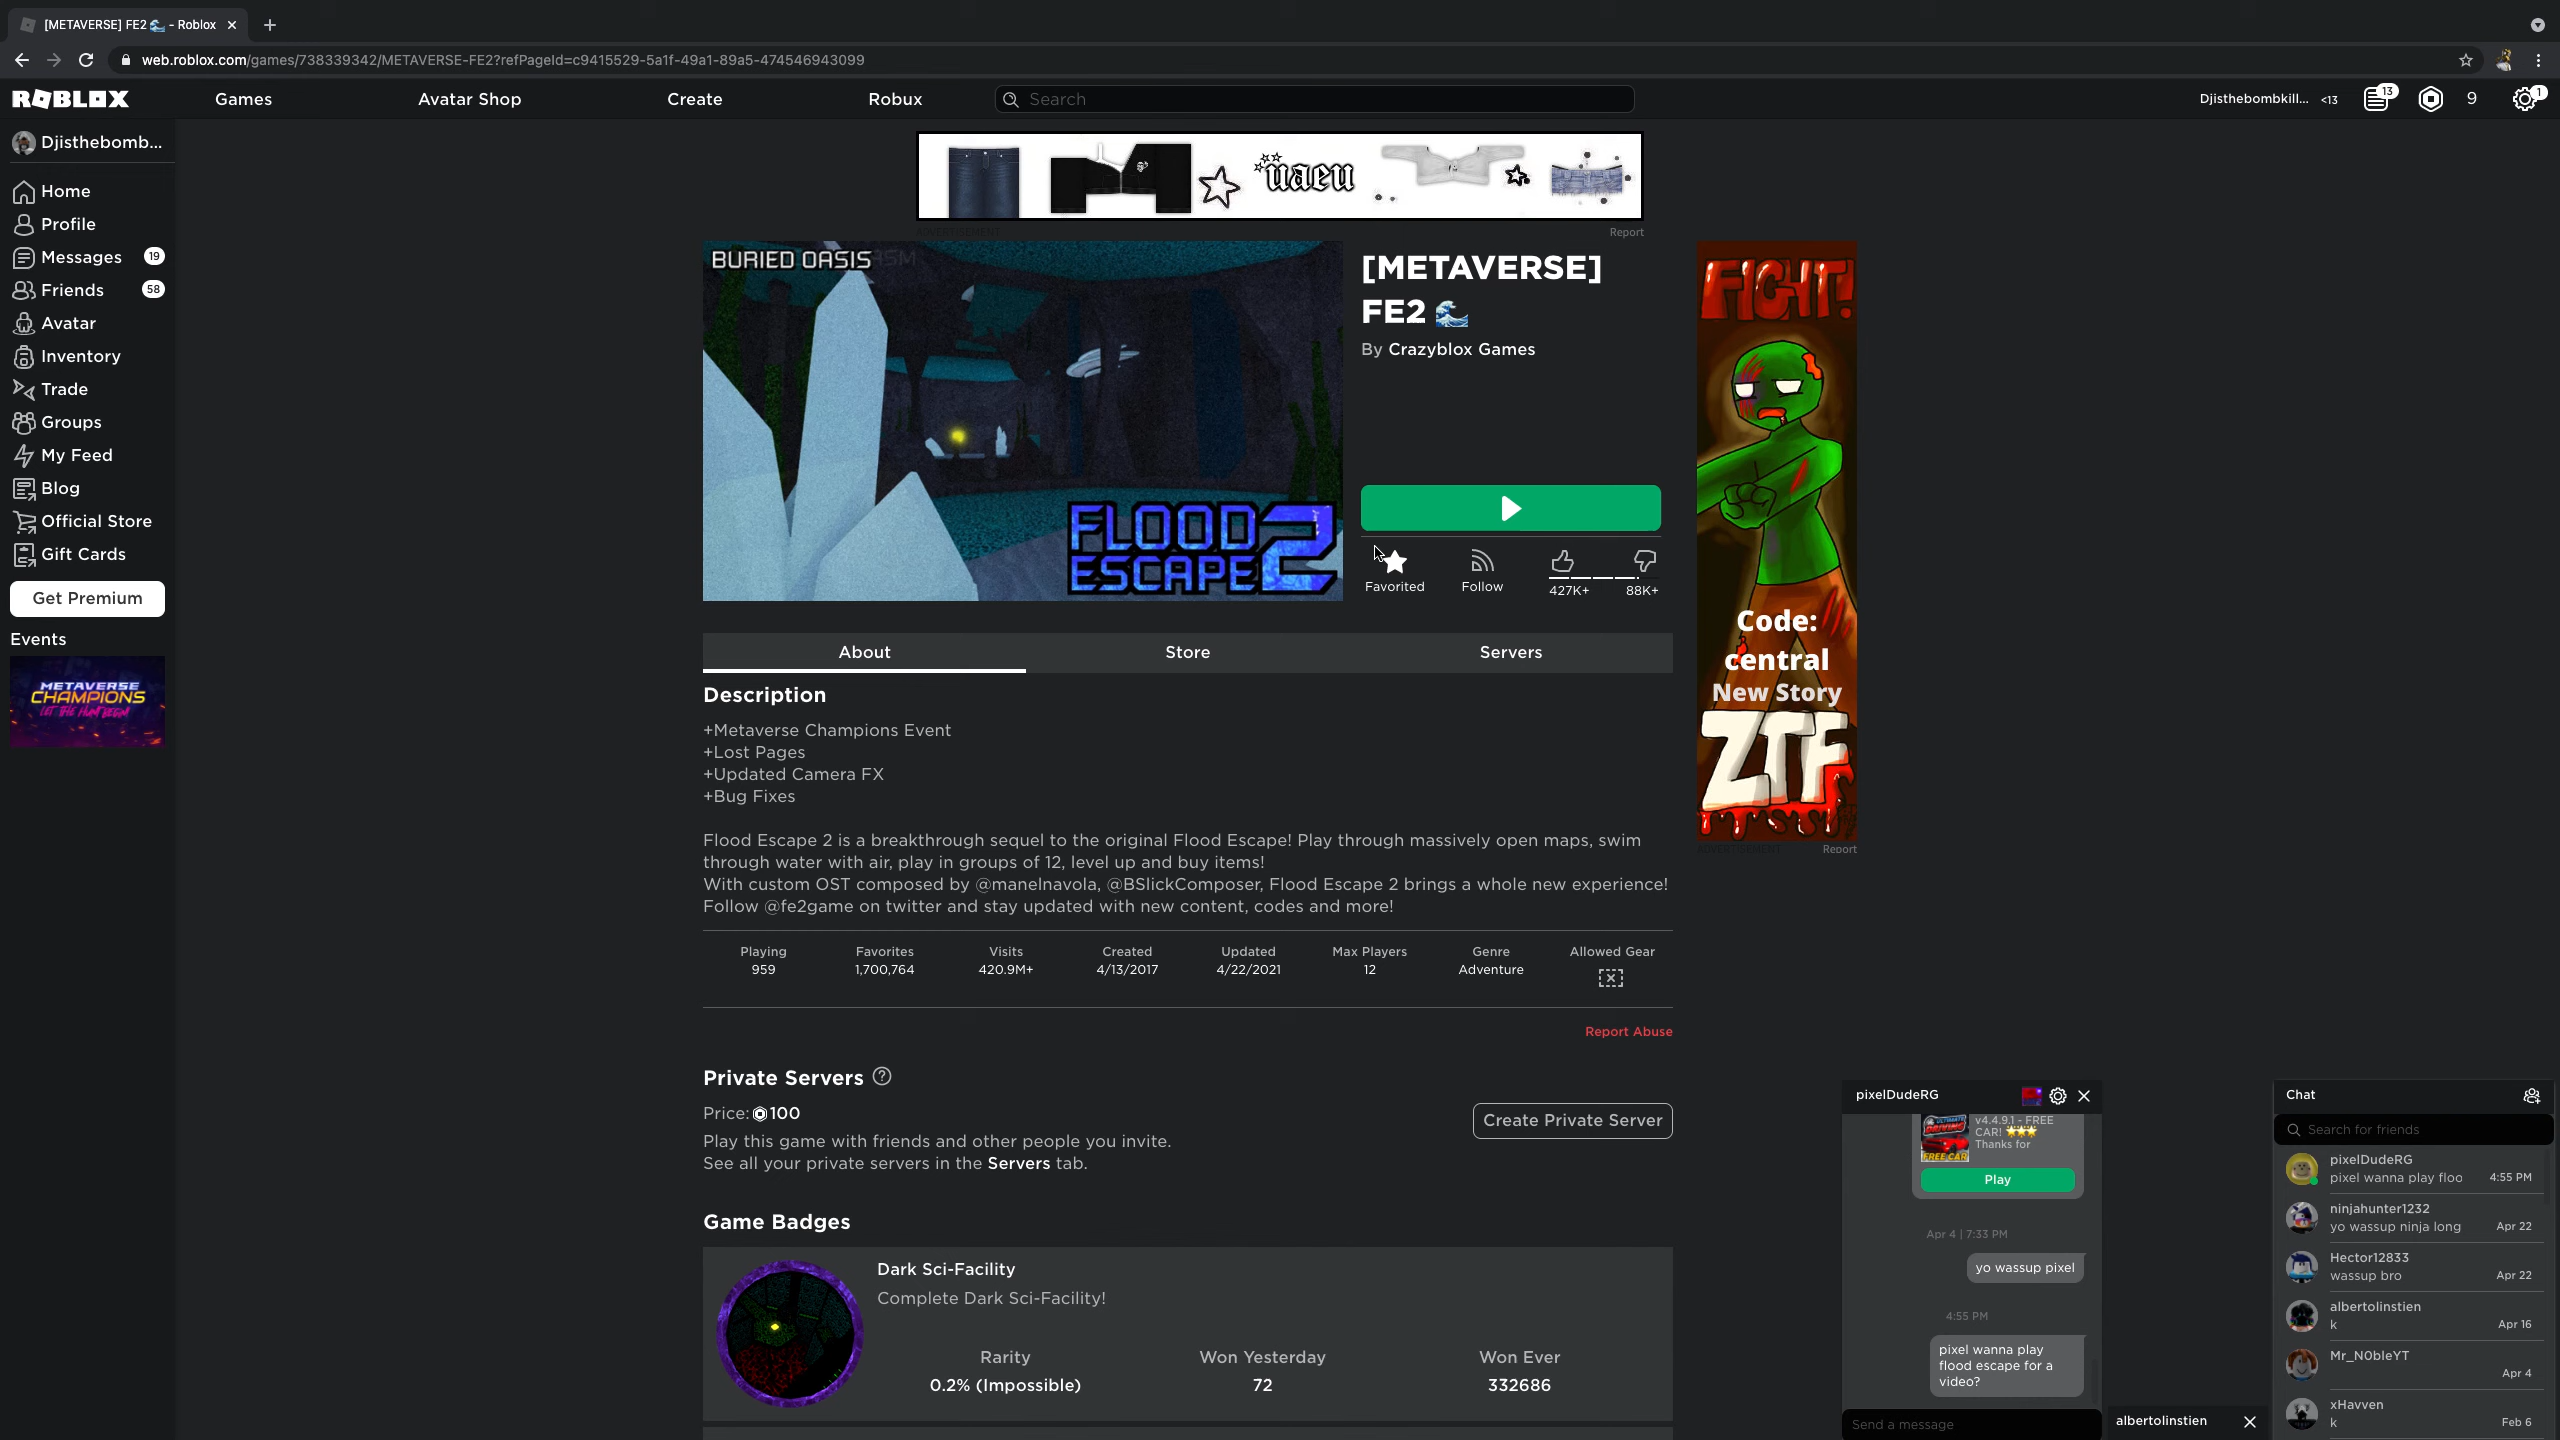 [METAVERSE] FE2🌊 - Roblox
web.roblox.com/games/738339342/METAVERSE-FE2?refPageId=c9415529-5a1f-49a1-89a5-474546943099
ROBLOX
Games
Avatar Shop
Create
Robux
Search
Djisthebombkill...
<13
13
9
1
Djisthebomb...
Home
Profile
Messages
19
Friends
58
Avatar
Inventory
Trade
Groups
My Feed
Blog
Official Store
Gift Cards
Get Premium
Events
METAVERSE
CHAMPIONS
LET THE HUNT BEGIN
ADVERTISEMENT
Report
BURIED OASIS
FLOOD
ESCAPE 2
[METAVERSE]
FE2 🌊
By Crazyblox Games
Favorited
Follow
427K+
88K+
FIGHT!
Code:
central
New Story
ZTF
ADVERTISEMENT
Report
About
Store
Servers
Description
+Metaverse Champions Event
+Lost Pages
+Updated Camera FX
+Bug Fixes
Flood Escape 2 is a breakthrough sequel to the original Flood Escape! Play through massively open maps, swim
through water with air, play in groups of 12, level up and buy items!
With custom OST composed by @manelnavola, @BSlickComposer, Flood Escape 2 brings a whole new experience!
Follow @fe2game on twitter and stay updated with new content, codes and more!
Playing
959
Favorites
1,700,764
Visits
420.9M+
Created
4/13/2017
Updated
4/22/2021
Max Players
12
Genre
Adventure
Allowed Gear
Report Abuse
Private Servers
Price: 100
Play this game with friends and other people you invite.
See all your private servers in the Servers tab.
Create Private Server
Game Badges
Dark Sci-Facility
Complete Dark Sci-Facility!
Rarity
0.2% (Impossible)
Won Yesterday
72
Won Ever
332686
pixelDudeRG
ULTIMATE
DRIVING
FREE CAR
v4.4.9.1 - FREE
CAR! ⭐⭐⭐
Thanks for
Play
Apr 4 | 7:33 PM
yo wassup pixel
4:55 PM
pixel wanna play
flood escape for a
video?
Send a message
albertolinstien
Chat
Search for friends
pixelDudeRG
pixel wanna play floo
4:55 PM
ninjahunter1232
yo wassup ninja long
Apr 22
Hector12833
wassup bro
Apr 22
albertolinstien
k
Apr 16
Mr_N0bleYT
Apr 4
xHavven
k
Feb 6